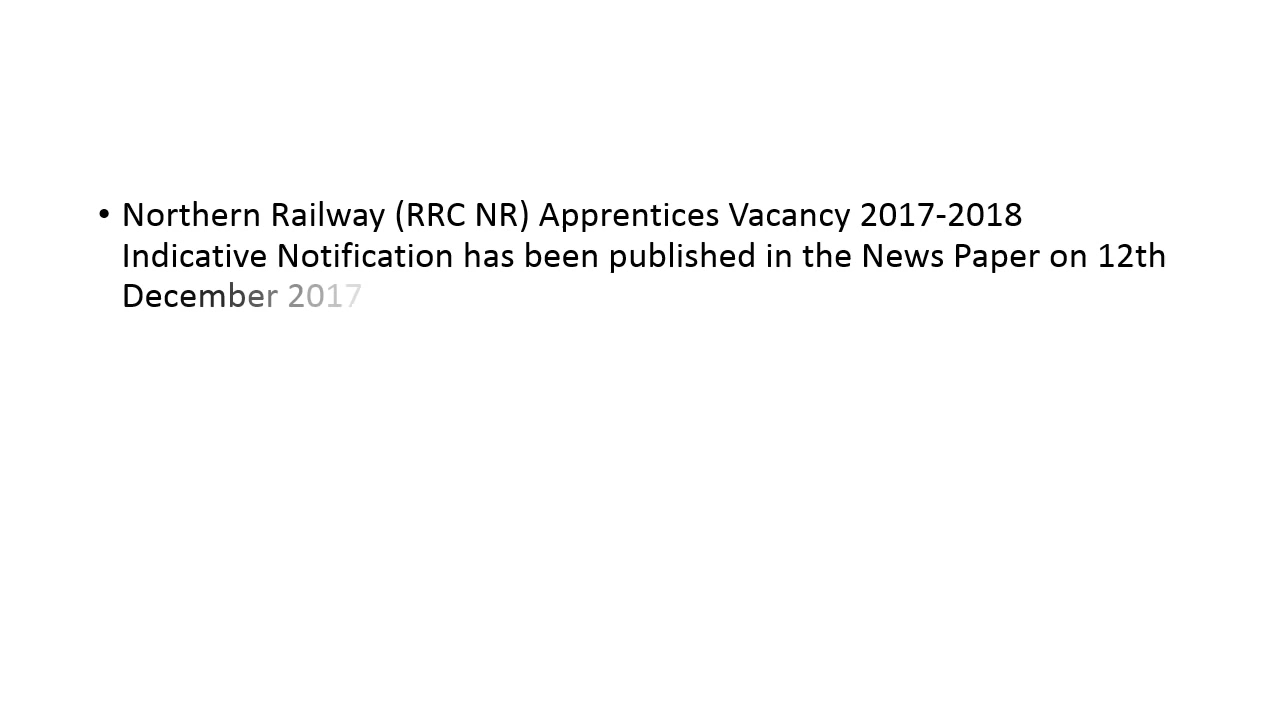 • Northern Railway (RRC NR) Apprentices Vacancy 2017-2018
Indicative Notification has been published in the News Paper on 12th
December 2017